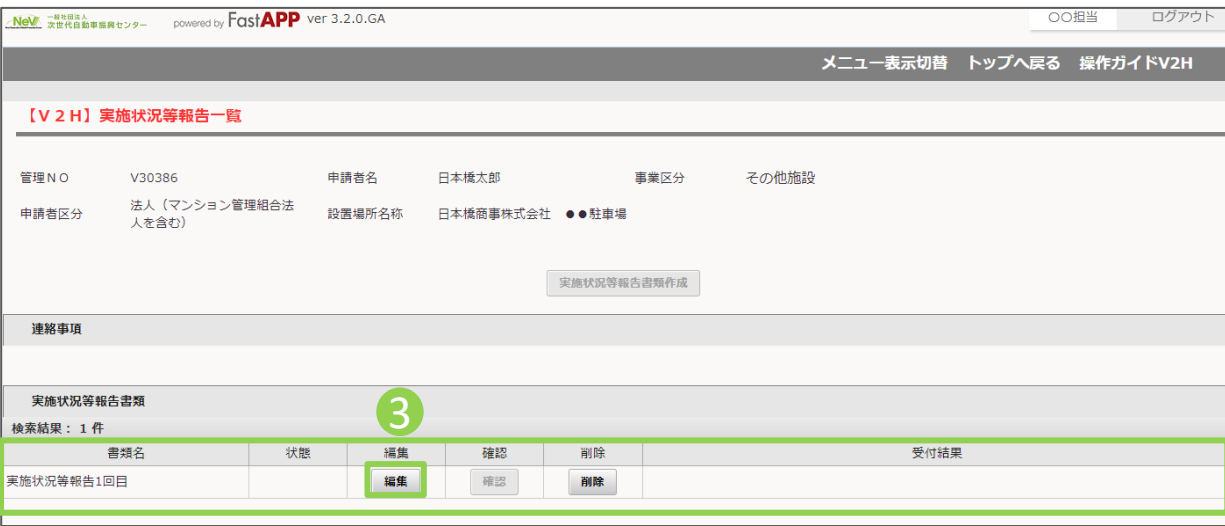 NeV 一般社団法人 次世代自動車振興センター powered by FastAPP ver 3.2.0.GA 〇〇担当 ログアウト
メニュー表示切替 トップへ戻る 操作ガイドV2H
【V2H】実施状況等報告一覧
管理NO V30386 申請者名 日本橋太郎 事業区分 その他施設
申請者区分 法人（マンション管理組合法人を含む） 設置場所名称 日本橋商事株式会社 ●●駐車場
実施状況等報告書類作成
連絡事項
実施状況等報告書類
3
検索結果： 1 件
書類名 状態 編集 確認 削除 受付結果
実施状況等報告1回目 編集 確認 削除